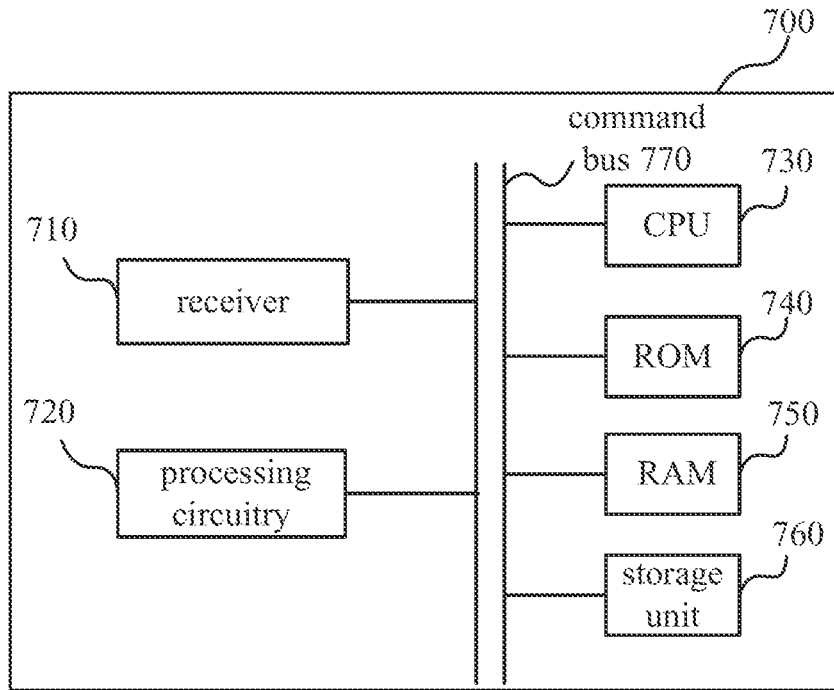 700
command
bus 770
730
CPU
710
receiver
740
ROM
720
processing
circuitry
750
RAM
760
storage
unit